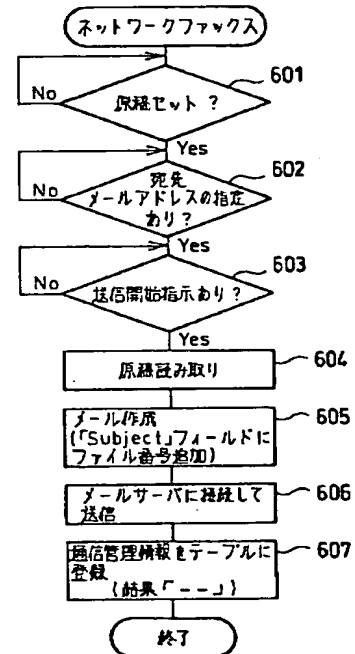 ネットワークファックス
601
No
原稿セット？
Yes
602
No
宛先
メールアドレスの指定
あり？
Yes
603
No
送信開始指示あり？
Yes
原稿読み取り
604
メール作成
(「Subject」フィールドに
ファイル番号追加)
605
メールサーバに接続して
送信
606
通信管理情報をテーブルに
登録
(結果「--」)
607
終了